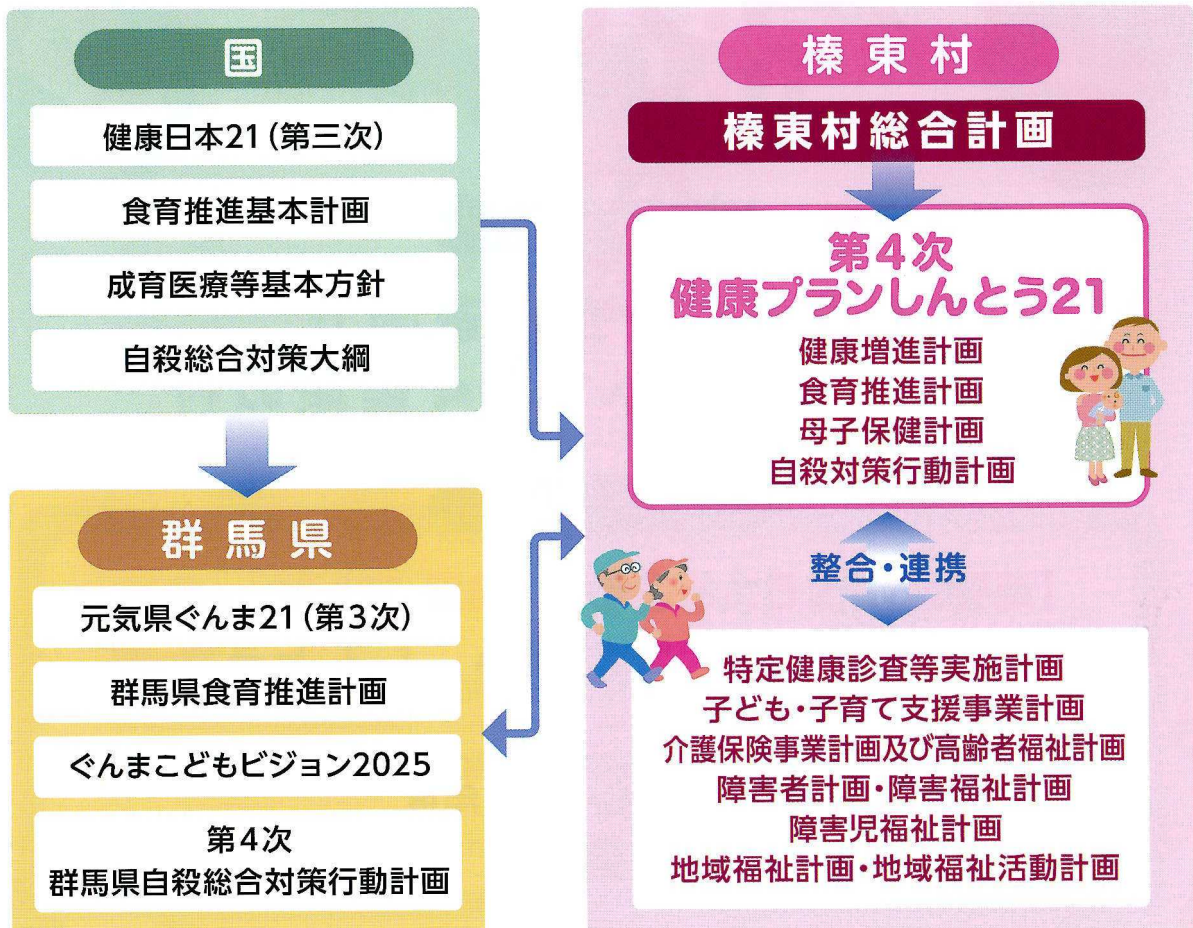 国
健康日本21(第三次)
食育推進基本計画
成育医療等基本方針
自殺総合対策大綱
群馬県
元気県ぐんま21(第3次)
群馬県食育推進計画
ぐんまこどもビジョン2025
第4次
群馬県自殺総合対策行動計画
榛東村
榛東村総合計画
第4次
健康プランしんとう21
健康増進計画
食育推進計画
母子保健計画
自殺対策行動計画
整合・連携
特定健康診査等実施計画
子ども・子育て支援事業計画
介護保険事業計画及び高齢者福祉計画
障害者計画・障害福祉計画
障害児福祉計画
地域福祉計画・地域福祉活動計画